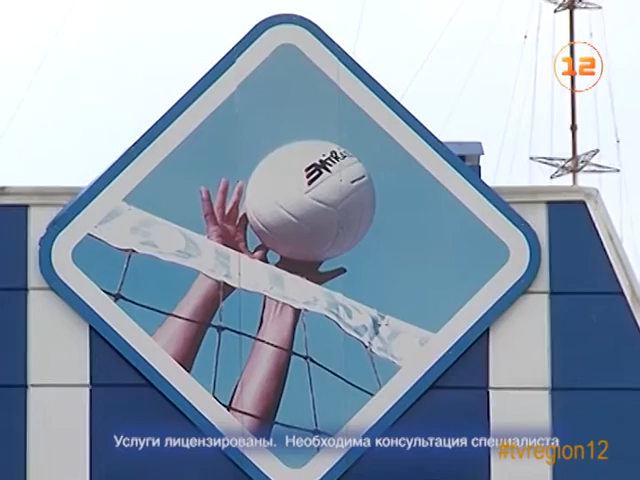 12
Услуги лицензированы. Необходима консультация специалиста
#tvregion12